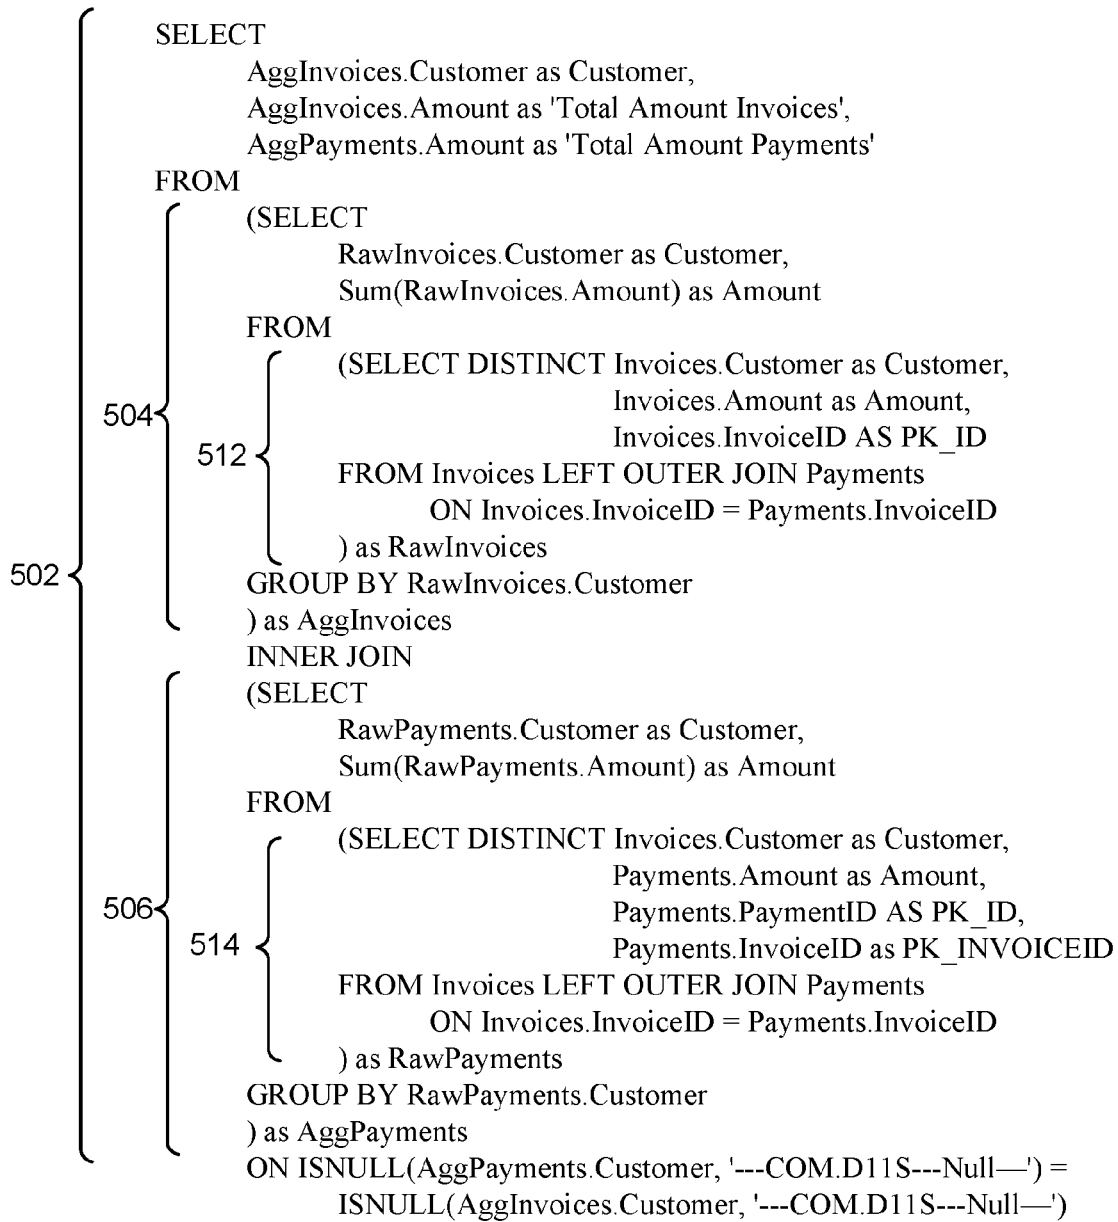 SELECT
AggInvoices.Customer as Customer,
AggInvoices.Amount as 'Total Amount Invoices',
AggPayments.Amount as 'Total Amount Payments'
FROM
(SELECT
RawInvoices.Customer as Customer,
Sum(RawInvoices.Amount) as Amount
FROM
(SELECT DISTINCT Invoices.Customer as Customer,
504 Invoices.Amount as Amount,
512 Invoices.InvoiceID AS PK_ID
FROM Invoices LEFT OUTER JOIN Payments
ON Invoices.InvoiceID = Payments.InvoiceID
) as RawInvoices
502 GROUP BY RawInvoices.Customer
) as AggInvoices
INNER JOIN
(SELECT
RawPayments.Customer as Customer,
Sum(RawPayments.Amount) as Amount
FROM
(SELECT DISTINCT Invoices.Customer as Customer,
Payments.Amount as Amount,
506 Payments.PaymentID AS PK_ID,
514 Payments.InvoiceID as PK_INVOICEID
FROM Invoices LEFT OUTER JOIN Payments
ON Invoices.InvoiceID = Payments.InvoiceID
) as RawPayments
GROUP BY RawPayments.Customer
) as AggPayments
ON ISNULL(AggPayments.Customer, '---COM.D11S---Null—') =
ISNULL(AggInvoices.Customer, '---COM.D11S---Null—')